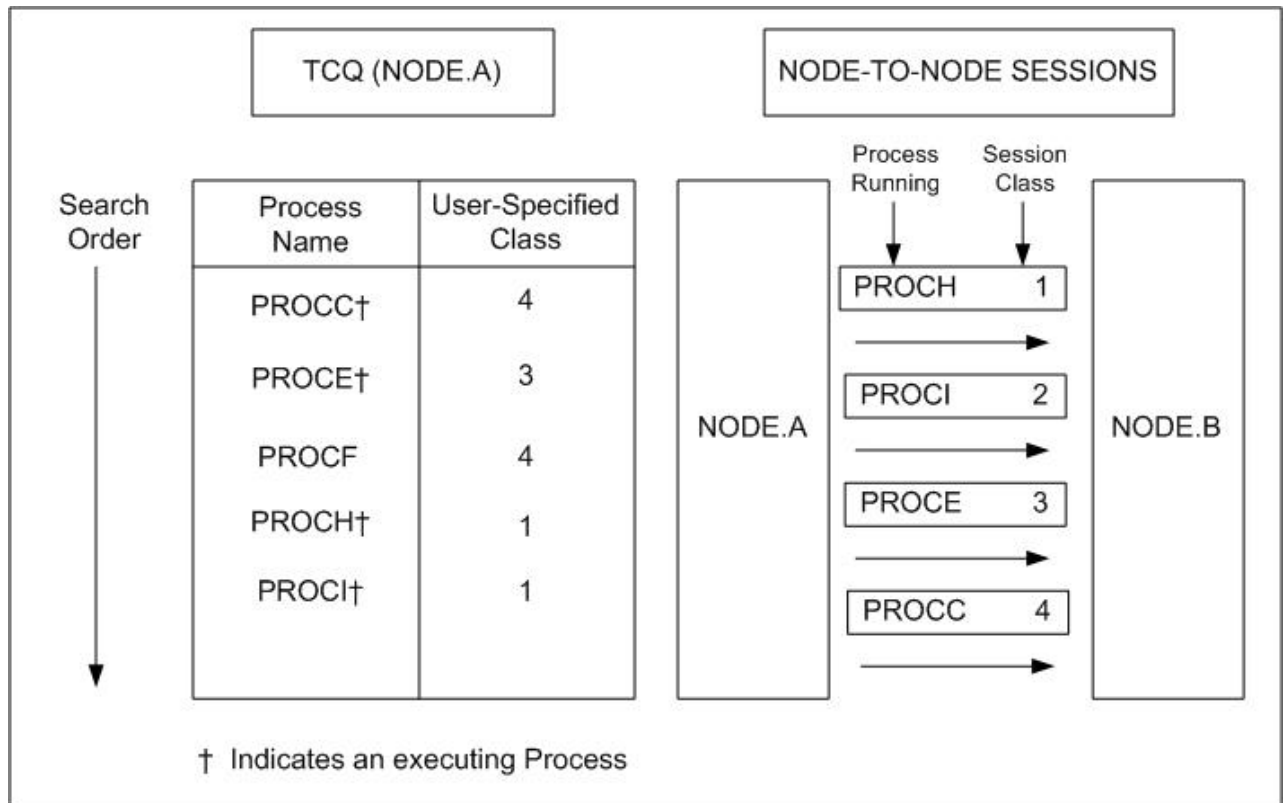 TCQ (NODE.A)
NODE-TO-NODE SESSIONS
Search
Order
Process
Name
User-Specified
Class
PROCC† 4
PROCE† 3
PROCF 4
PROCH† 1
PROCI† 1
Process
Running
Session
Class
NODE.A
PROCH 1
PROCI 2
PROCE 3
PROCC 4
NODE.B
† Indicates an executing Process